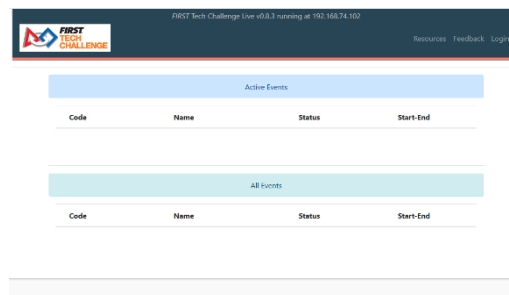 FIRST Tech Challenge Live v0.8.3 running at 192.168.74.102
FIRST
TECH
CHALLENGE
Resources Feedback Login
Active Events
Code Name Status Start-End
All Events
Code Name Status Start-End